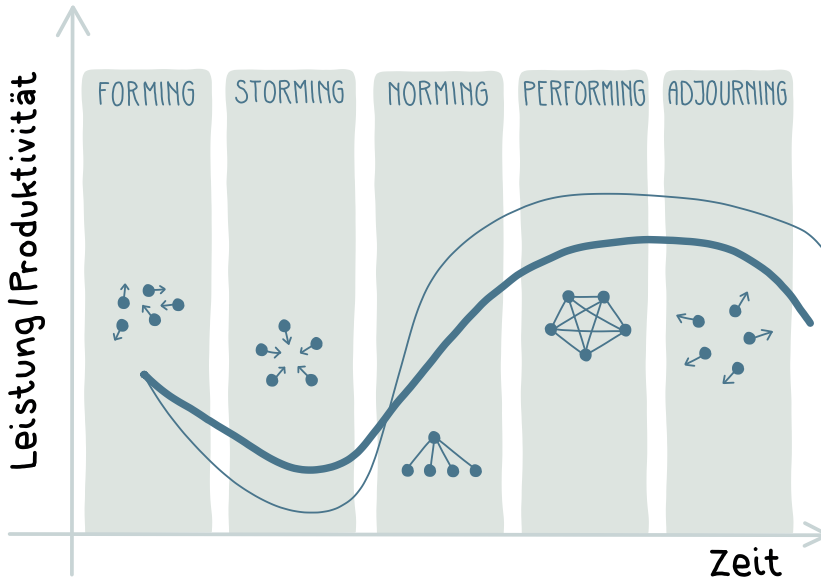 FORMING
STORMING
NORMING
PERFORMING
ADJOURNING
Leistung/Produktivität
Zeit